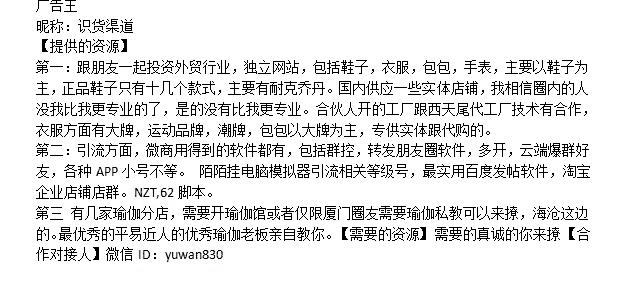 广告主
昵称：识货渠道
【提供的资源】
第一：跟朋友一起投资外贸行业，独立网站，包括鞋子，衣服，包包，手表，主要以鞋子为
主，正品鞋子只有十几个款式，主要有耐克乔丹。国内供应一些实体店铺，我相信圈内的人
没我比我更专业的了，是的没有比我更专业。合伙人开的工厂跟西天尾代工厂技术有合作，
衣服方面有大牌，运动品牌，潮牌，包包以大牌为主，专供实体跟代购的。
第二：引流方面，微商用得到的软件都有，包括群控，转发朋友圈软件，多开，云端爆群好
友，各种 APP 小号不等。 陌陌挂电脑模拟器引流相关等级号，最实用百度发帖软件，淘宝
企业店铺店群。NZT,62 脚本。
第三 有几家瑜伽分店，需要开瑜伽馆或者仅限厦门圈友需要瑜伽私教可以来撩，海沧这边
的。最优秀的平易近人的优秀瑜伽老板亲自教你。【需要的资源】需要的真诚的你来撩【合
作对接人】微信 ID：yuwan830